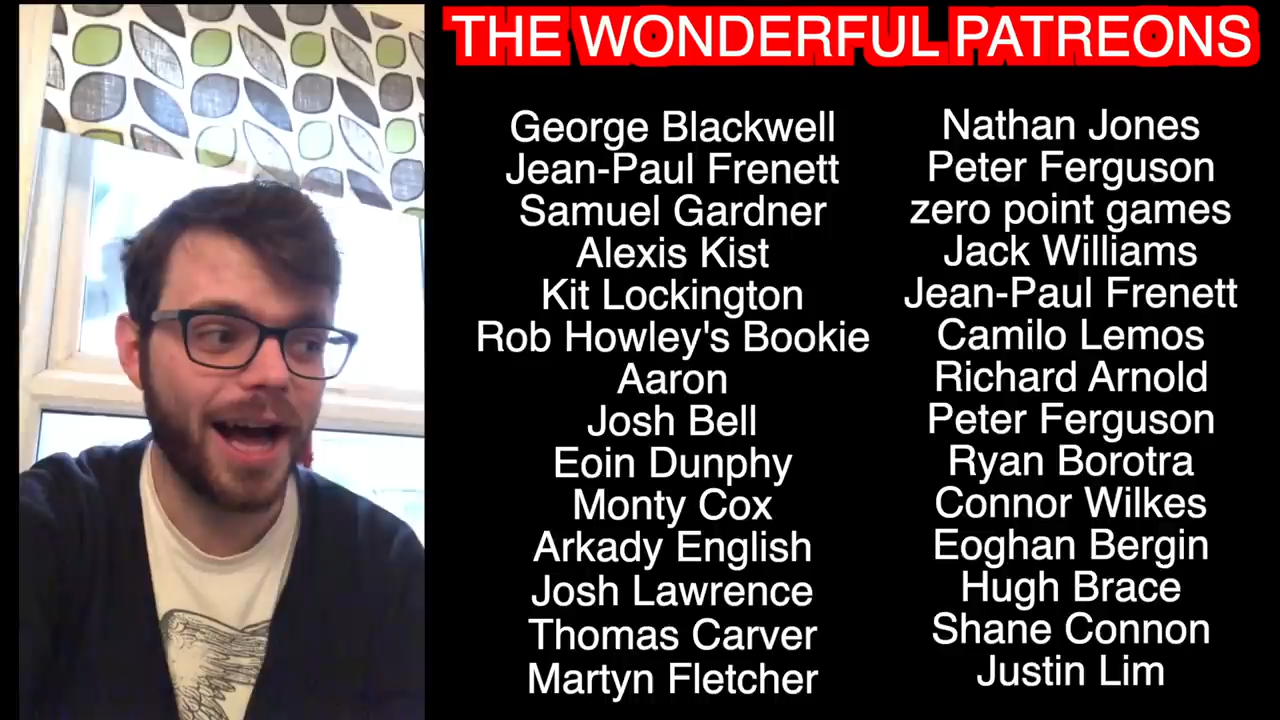 THE WONDERFUL PATREONS
George Blackwell
Jean-Paul Frenett
Samuel Gardner
Alexis Kist
Kit Lockington
Rob Howley's Bookie
Aaron
Josh Bell
Eoin Dunphy
Monty Cox
Arkady English
Josh Lawrence
Thomas Carver
Martyn Fletcher
Nathan Jones
Peter Ferguson
zero point games
Jack Williams
Jean-Paul Frenett
Camilo Lemos
Richard Arnold
Peter Ferguson
Ryan Borotra
Connor Wilkes
Eoghan Bergin
Hugh Brace
Shane Connon
Justin Lim